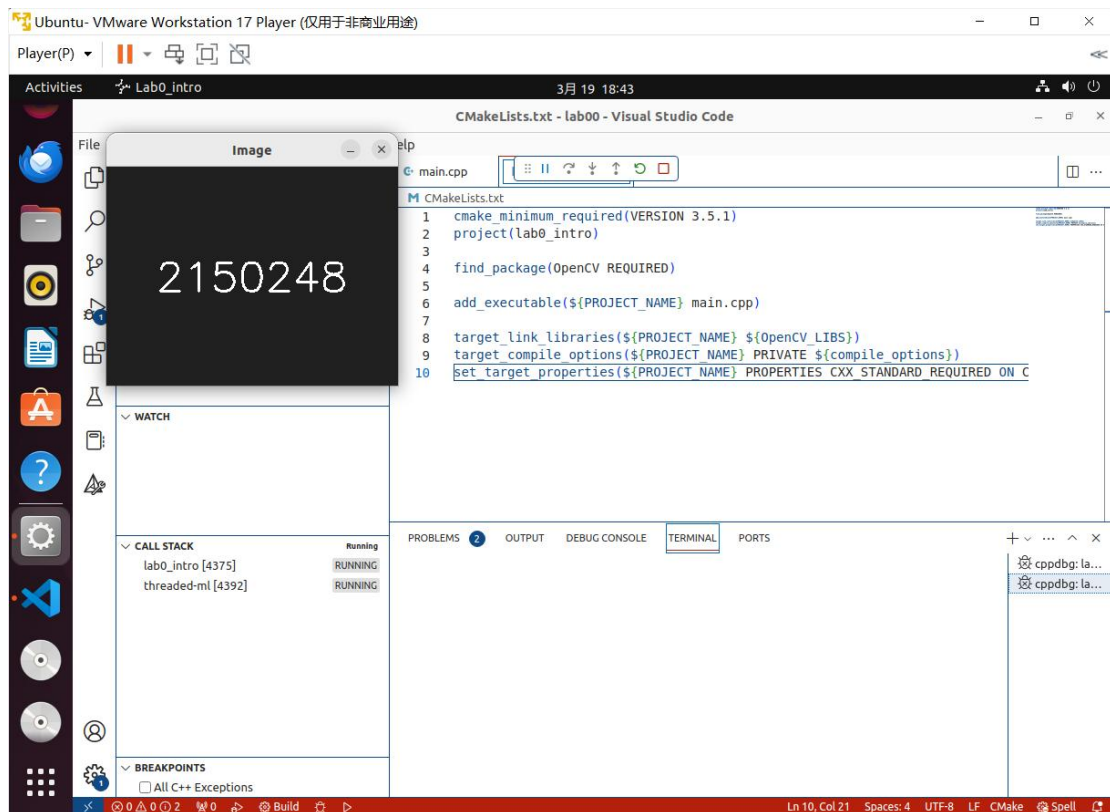 Ubuntu- VMware Workstation 17 Player (仅用于非商业用途)
Player(P)
Activities
Lab0_intro
3月 19 18:43
CMakeLists.txt - lab00 - Visual Studio Code
File
elp
Image
2150248
main.cpp
CMakeLists.txt
1 cmake_minimum_required(VERSION 3.5.1)
2 project(lab0_intro)
3
4 find_package(OpenCV REQUIRED)
5
6 add_executable(${PROJECT_NAME} main.cpp)
7
8 target_link_libraries(${PROJECT_NAME} ${OpenCV_LIBS})
9 target_compile_options(${PROJECT_NAME} PRIVATE ${compile_options})
10 set_target_properties(${PROJECT_NAME} PROPERTIES CXX_STANDARD_REQUIRED ON C
1
WATCH
CALL STACK
Running
lab0_intro [4375] RUNNING
threaded-ml [4392] RUNNING
BREAKPOINTS
All C++ Exceptions
1
PROBLEMS 2 OUTPUT DEBUG CONSOLE TERMINAL PORTS
cppdbg: la...
cppdbg: la...
0 0 2 0 Build
Ln 10, Col 21 Spaces: 4 UTF-8 LF CMake Spell